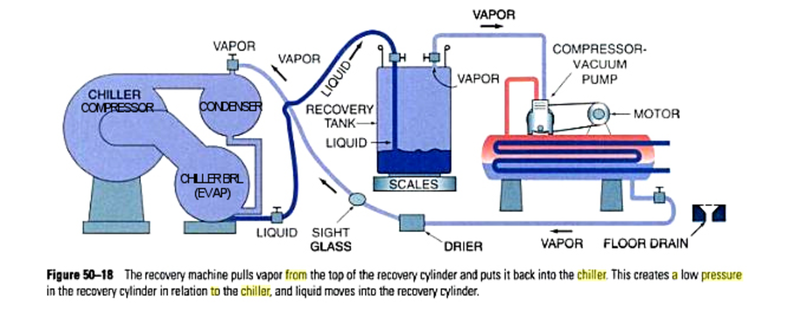 VAPOR
VAPOR
VAPOR
LIQUID
CHILLER
COMPRESSOR
CONDENSER
RECOVERY
TANK
LIQUID
VAPOR
COMPRESSOR-
VACUUM
PUMP
MOTOR
CHILLER BRL
(EVAP)
SCALES
LIQUID
SIGHT
GLASS
DRIER
VAPOR
FLOOR DRAIN
Figure 50–18 The recovery machine pulls vapor from the top of the recovery cylinder and puts it back into the chiller. This creates a low pressure
in the recovery cylinder in relation to the chiller, and liquid moves into the recovery cylinder.